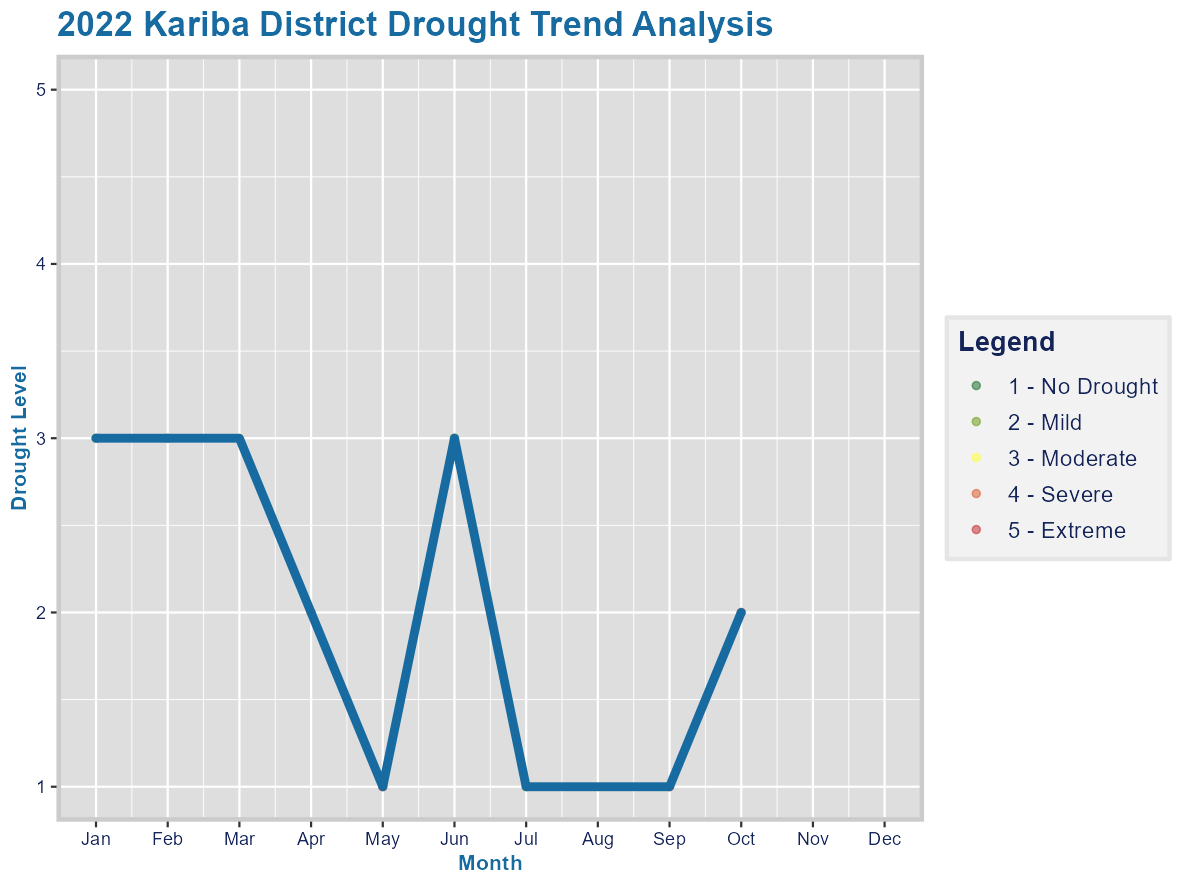 2022 Kariba District Drought Trend Analysis
5
4
3
2
1
Drought Level
Jan Feb Mar Apr May Jun Jul Aug Sep Oct Nov Dec
Month
Legend
1 - No Drought
2 - Mild
3 - Moderate
4 - Severe
5 - Extreme